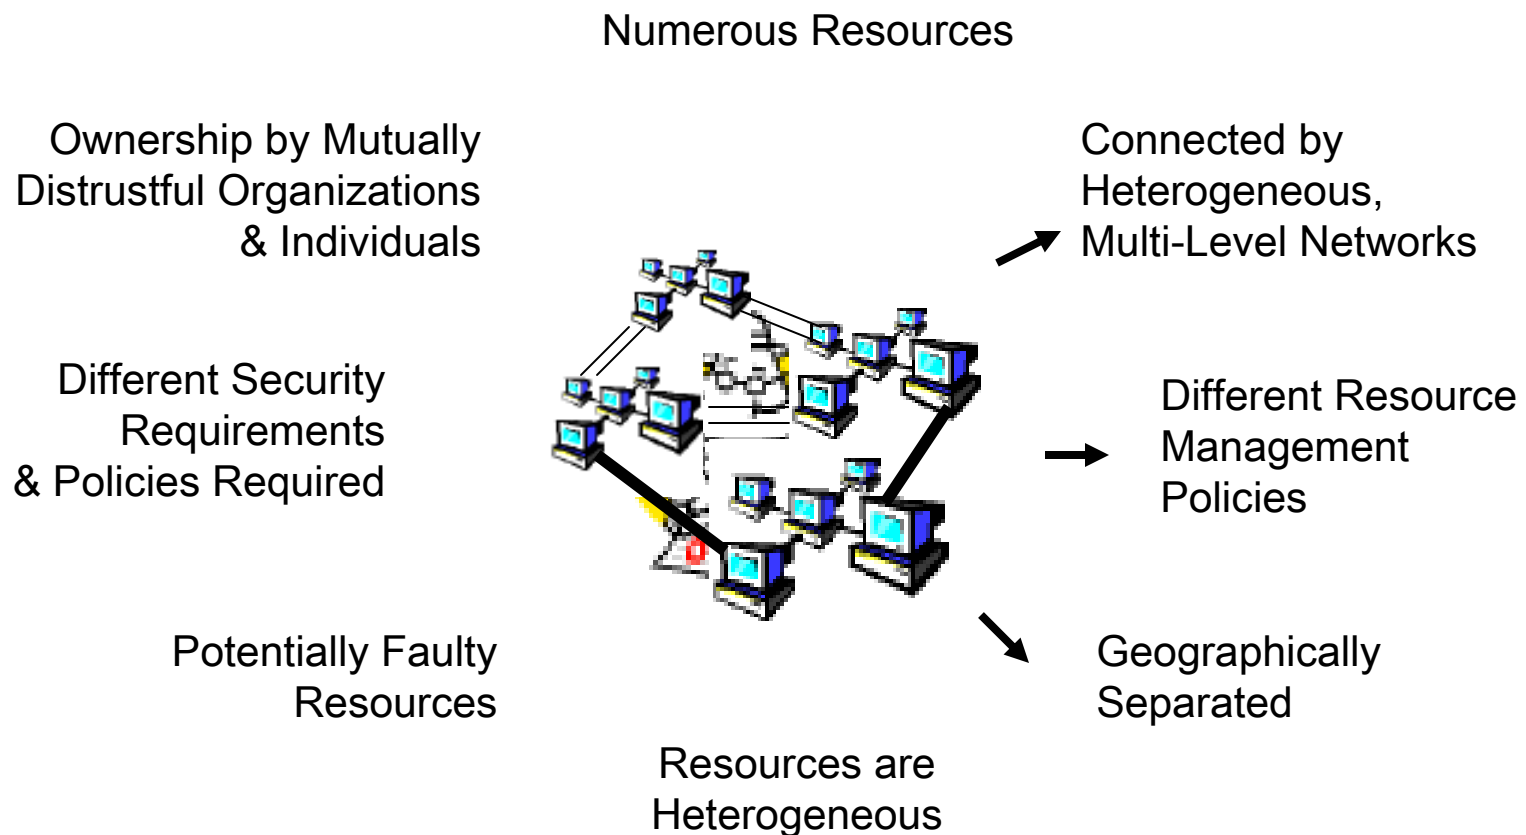 Numerous Resources
Ownership by Mutually
Distrustful Organizations
& Individuals
Connected by
Heterogeneous,
Multi-Level Networks
Different Security
Requirements
& Policies Required
Different Resource
Management
Policies
Potentially Faulty
Resources
Geographically
Separated
Resources are
Heterogeneous